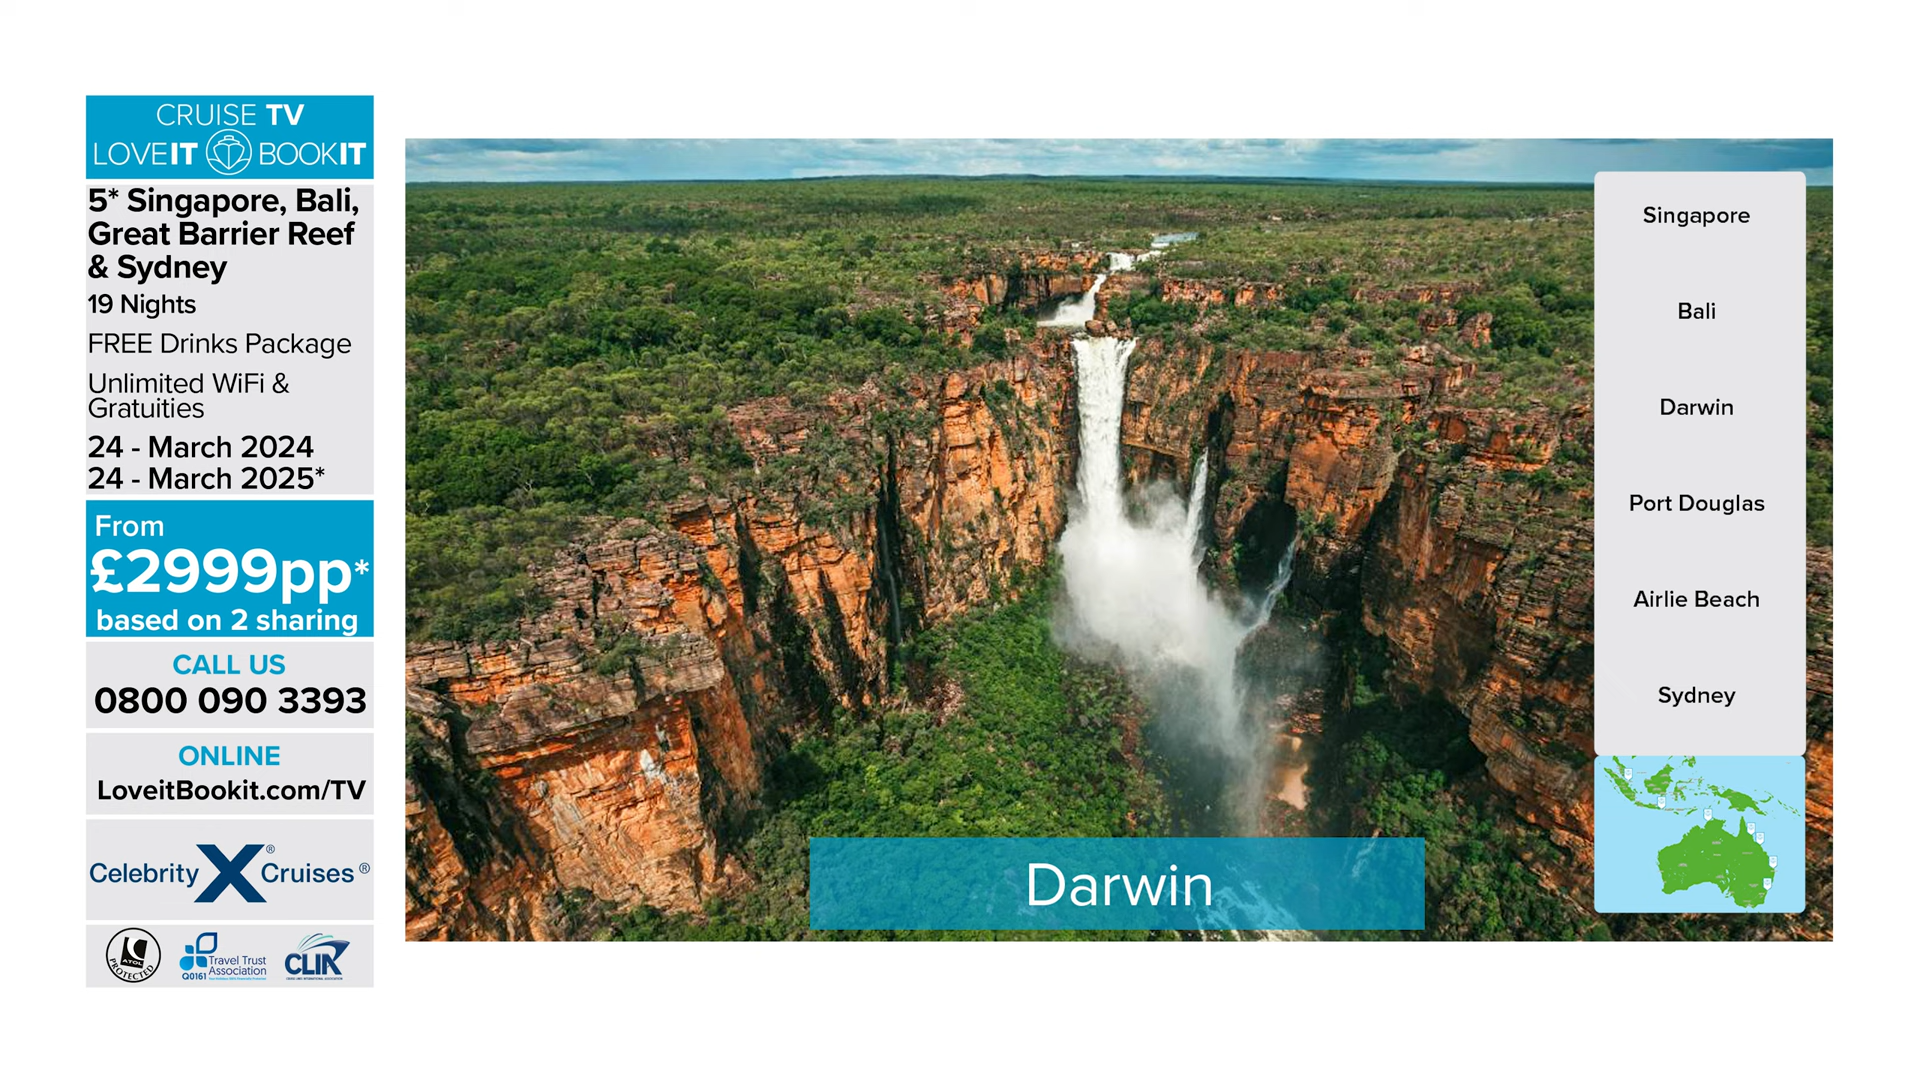 CRUISE TV
LOVEIT BOOKIT
5* Singapore, Bali,
Great Barrier Reef
& Sydney
19 Nights
FREE Drinks Package
Unlimited WiFi &
Gratuities
24 - March 2024
24 - March 2025*
From
£2999pp*
based on 2 sharing
CALL US
0800 090 3393
ONLINE
LoveitBookit.com/TV
Celebrity X® Cruises®
ATOL
PROTECTED
Travel Trust
Association
Q0161
CLIA
Darwin
Singapore
Bali
Darwin
Port Douglas
Airlie Beach
Sydney